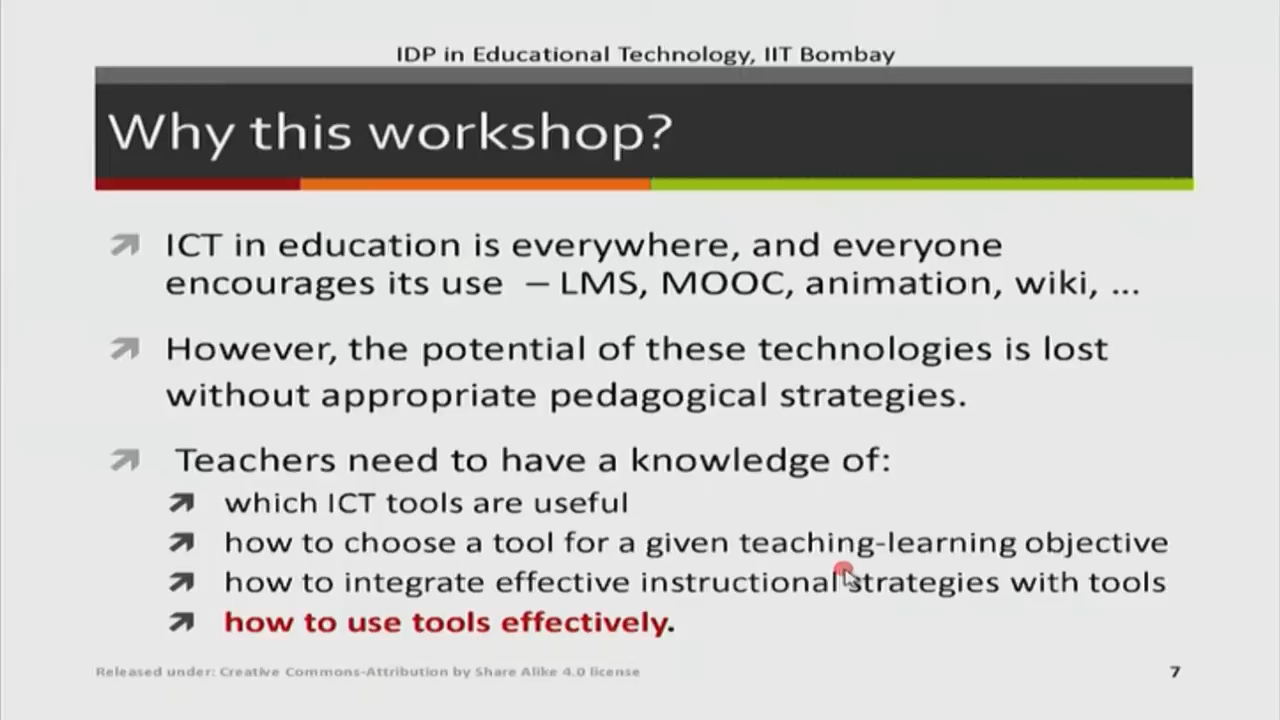 IDP in Educational Technology, IIT Bombay
Why this workshop?
ICT in education is everywhere, and everyone
encourages its use – LMS, MOOC, animation, wiki, ...
However, the potential of these technologies is lost
without appropriate pedagogical strategies.
Teachers need to have a knowledge of:
which ICT tools are useful
how to choose a tool for a given teaching-learning objective
how to integrate effective instructional strategies with tools
how to use tools effectively.
Released under: Creative Commons-Attribution by Share Alike 4.0 license
7